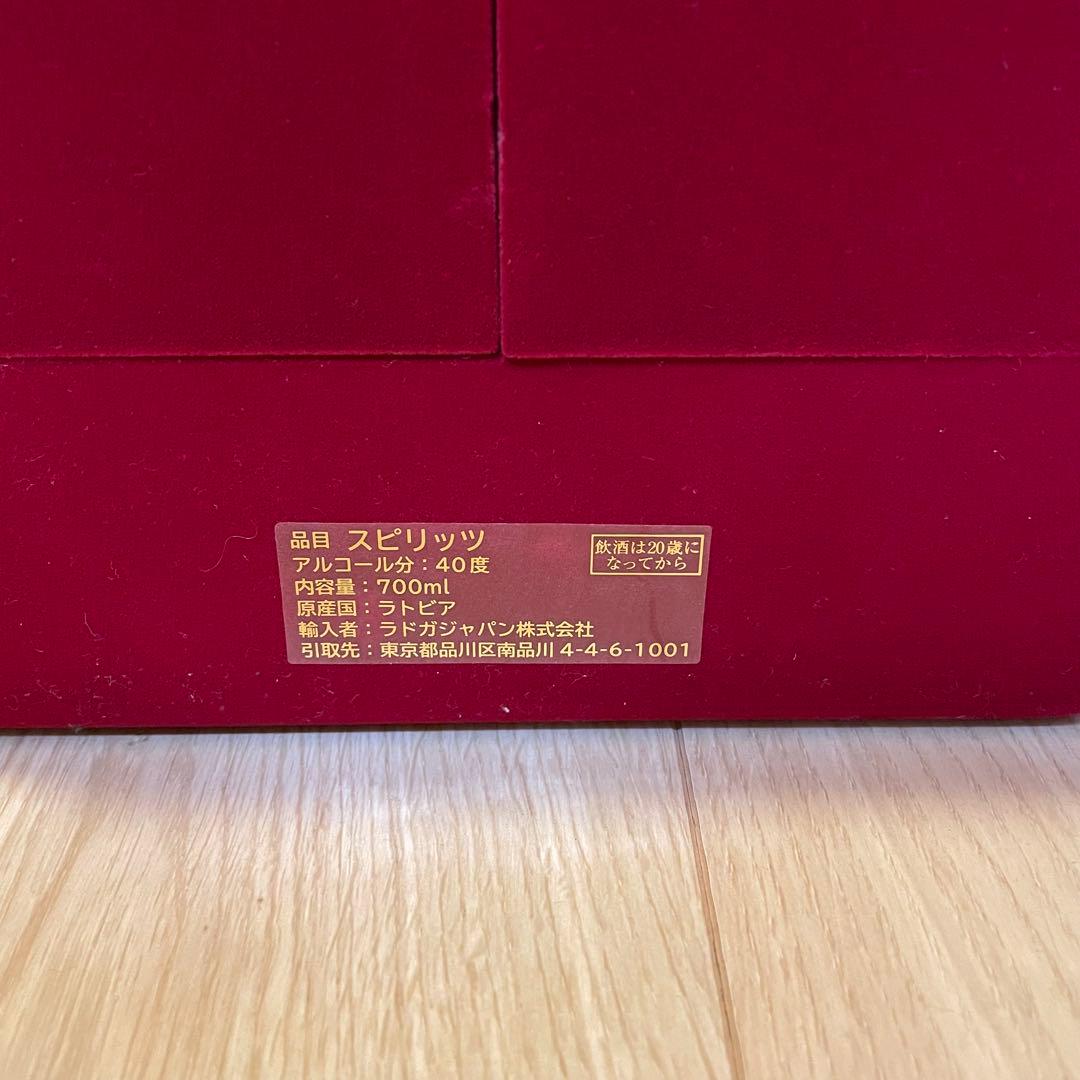 品目 スピリッツ
飲酒は20歳に
なってから
アルコール分：40度
内容量：700ml
原産国：ラトビア
輸入者：ラドガジャパン株式会社
引取先：東京都品川区南品川4-4-6-1001